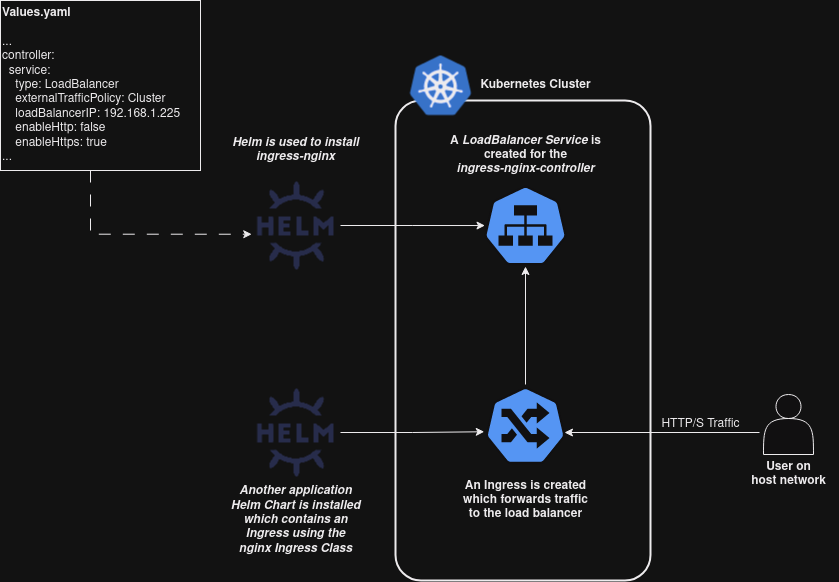 Values.yaml
...
controller:
service:
type: LoadBalancer
externalTrafficPolicy: Cluster
loadBalancerIP: 192.168.1.225
enableHttp: false
enableHttps: true
...
Kubernetes Cluster
Helm is used to install
ingress-nginx
HELM
A LoadBalancer Service is
created for the
ingress-nginx-controller
HELM
Another application
Helm Chart is installed
which contains an
Ingress using the
nginx Ingress Class
An Ingress is created
which forwards traffic
to the load balancer
HTTP/S Traffic
User on
host network